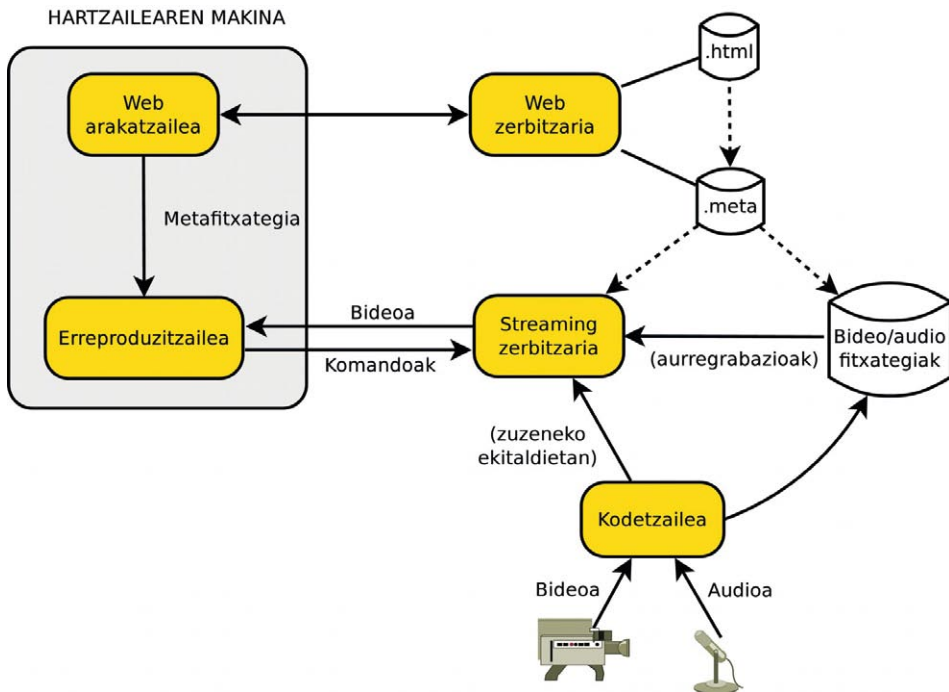 HARTZAILEAREN MAKINA
Web
arakatzailea
Web
zerbitzaria
.html
.meta
Metafitxategia
Erreproduzitzailea
Bideoa
Komandoak
Streaming
zerbitzaria
(aurregrabazioak)
Bideo/audio
fitxategiak
(zuzeneko
ekitaldietan)
Kodetzailea
Bideoa
Audioa